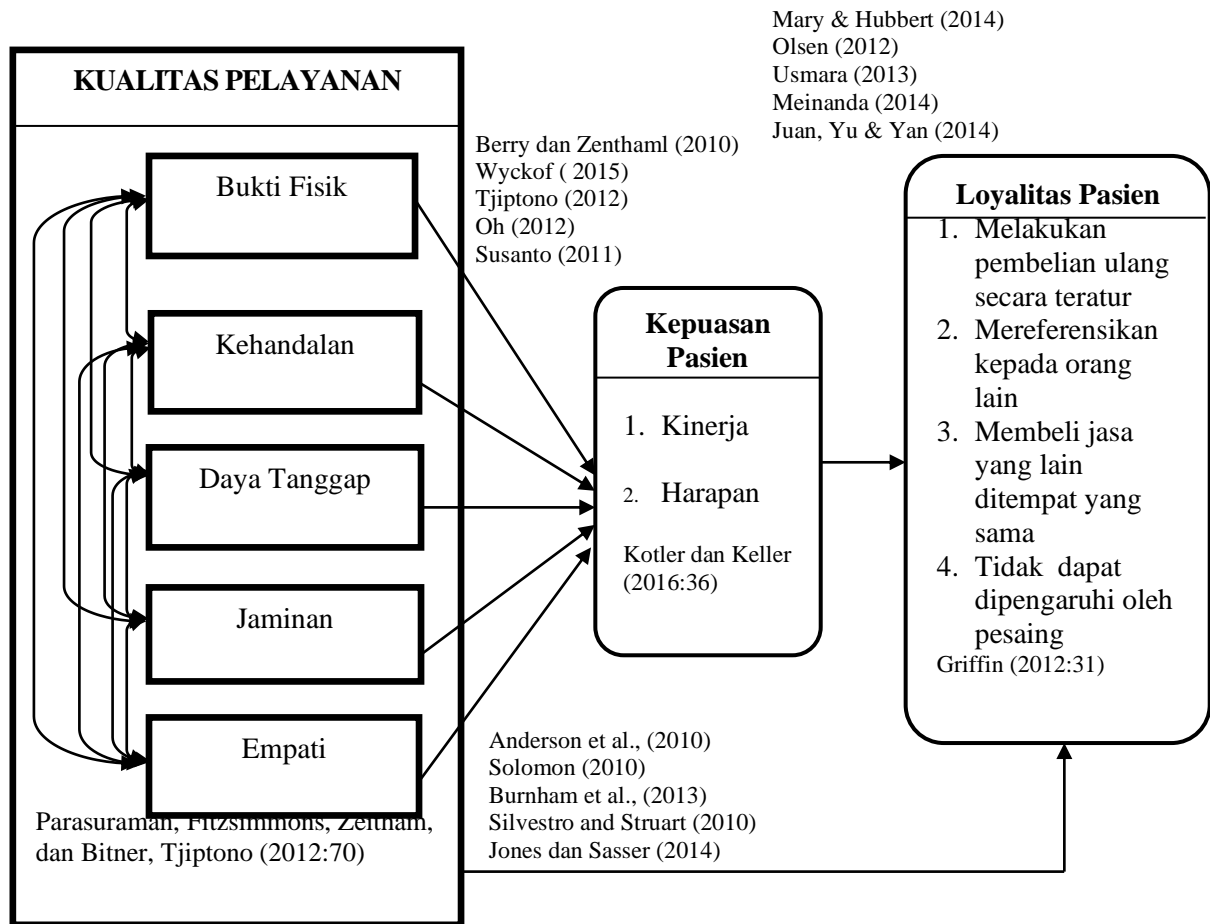 Mary & Hubbert (2014)
Olsen (2012)
Usmara (2013)
Meinanda (2014)
Juan, Yu & Yan (2014)
KUALITAS PELAYANAN
Bukti Fisik
Kehandalan
Daya Tanggap
Jaminan
Empati
Parasuraman, Fitzsimmons, Zeitham,
dan Bitner, Tjiptono (2012:70)
Berry dan Zenthaml (2010)
Wyckof ( 2015)
Tjiptono (2012)
Oh (2012)
Susanto (2011)
Kepuasan
Pasien
1. Kinerja
2. Harapan
Kotler dan Keller
(2016:36)
Anderson et al., (2010)
Solomon (2010)
Burnham et al., (2013)
Silvestro and Struart (2010)
Jones dan Sasser (2014)
Loyalitas Pasien
1. Melakukan
pembelian ulang
secara teratur
2. Mereferensikan
kepada orang
lain
3. Membeli jasa
yang lain
ditempat yang
sama
4. Tidak dapat
dipengaruhi oleh
pesaing
Griffin (2012:31)